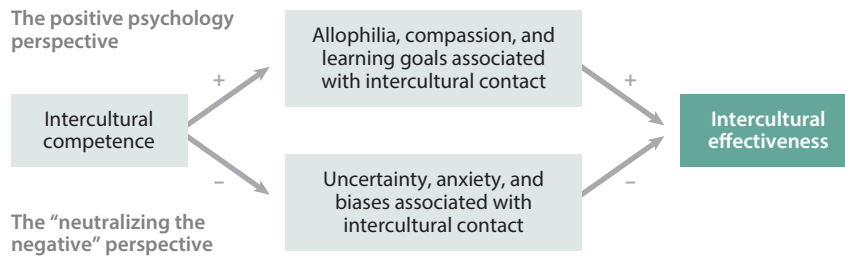 The positive psychology
perspective
Allophilia, compassion, and
learning goals associated
with intercultural contact
+
+
Intercultural
competence
Intercultural
effectiveness
–
–
Uncertainty, anxiety, and
biases associated with
intercultural contact
The “neutralizing the
negative” perspective